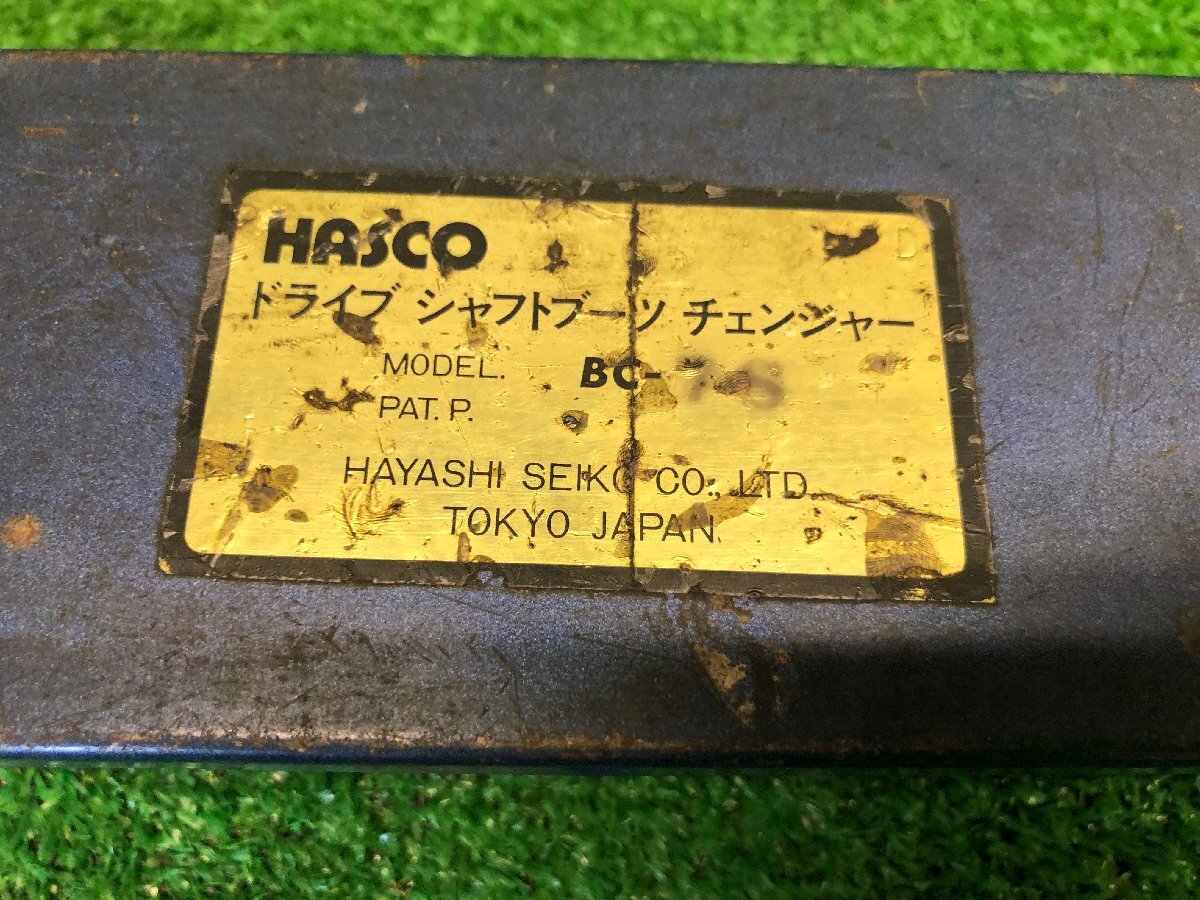 HASCO
ドライブ シャフトブーツ チェンジャー
MODEL. BC-
PAT. P.
HAYASHI SEIKO CO., LTD.
TOKYO JAPAN.